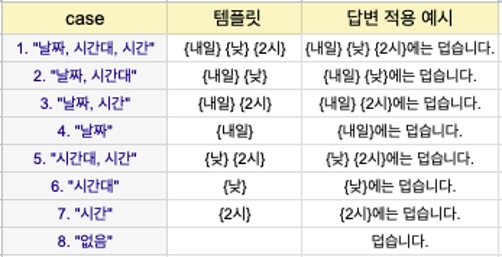 case 템플릿 답변 적용 예시
1. "날짜, 시간대, 시간" {내일} {낮} {2시} {내일} {낮} {2시}에는 덥습니다.
2. "날짜, 시간대" {내일} {낮} {내일} {낮}에는 덥습니다.
3. "날짜, 시간" {내일} {2시} {내일} {2시}에는 덥습니다.
4. "날짜" {내일} {내일}에는 덥습니다.
5. "시간대, 시간" {낮} {2시} {낮} {2시}에는 덥습니다.
6. "시간대" {낮} {낮}에는 덥습니다.
7. "시간" {2시} {2시}에는 덥습니다.
8. "없음" 덥습니다.